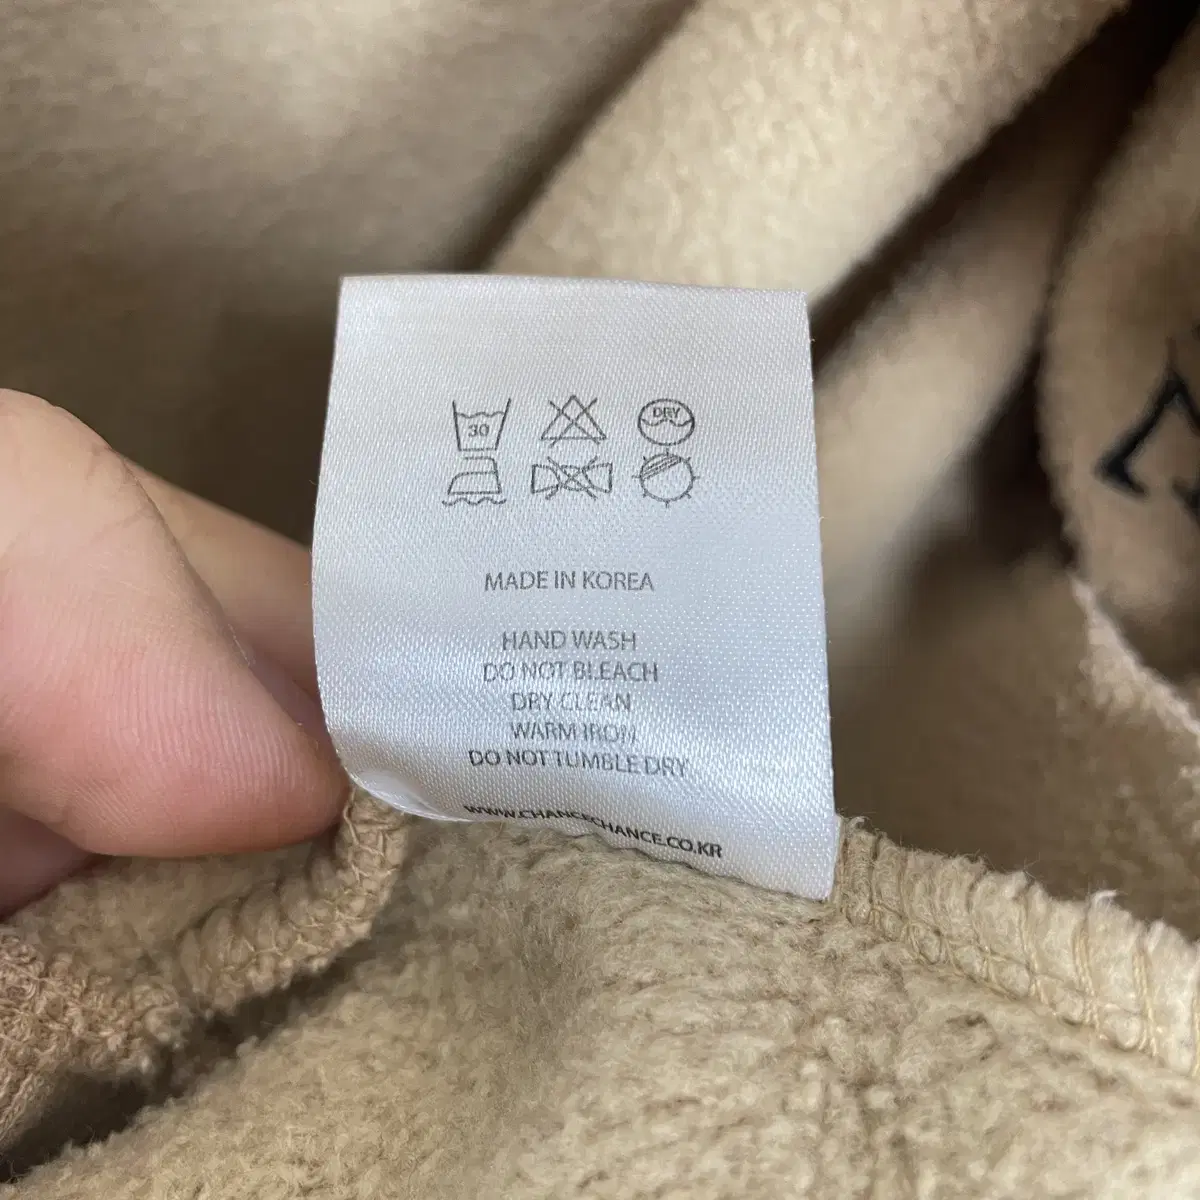 30
DRY
MADE IN KOREA
HAND WASH
DO NOT BLEACH
DRY CLEAN
WARM IRON
DO NOT TUMBLE DRY
WWW.CHANCECHANCE.CO.KR